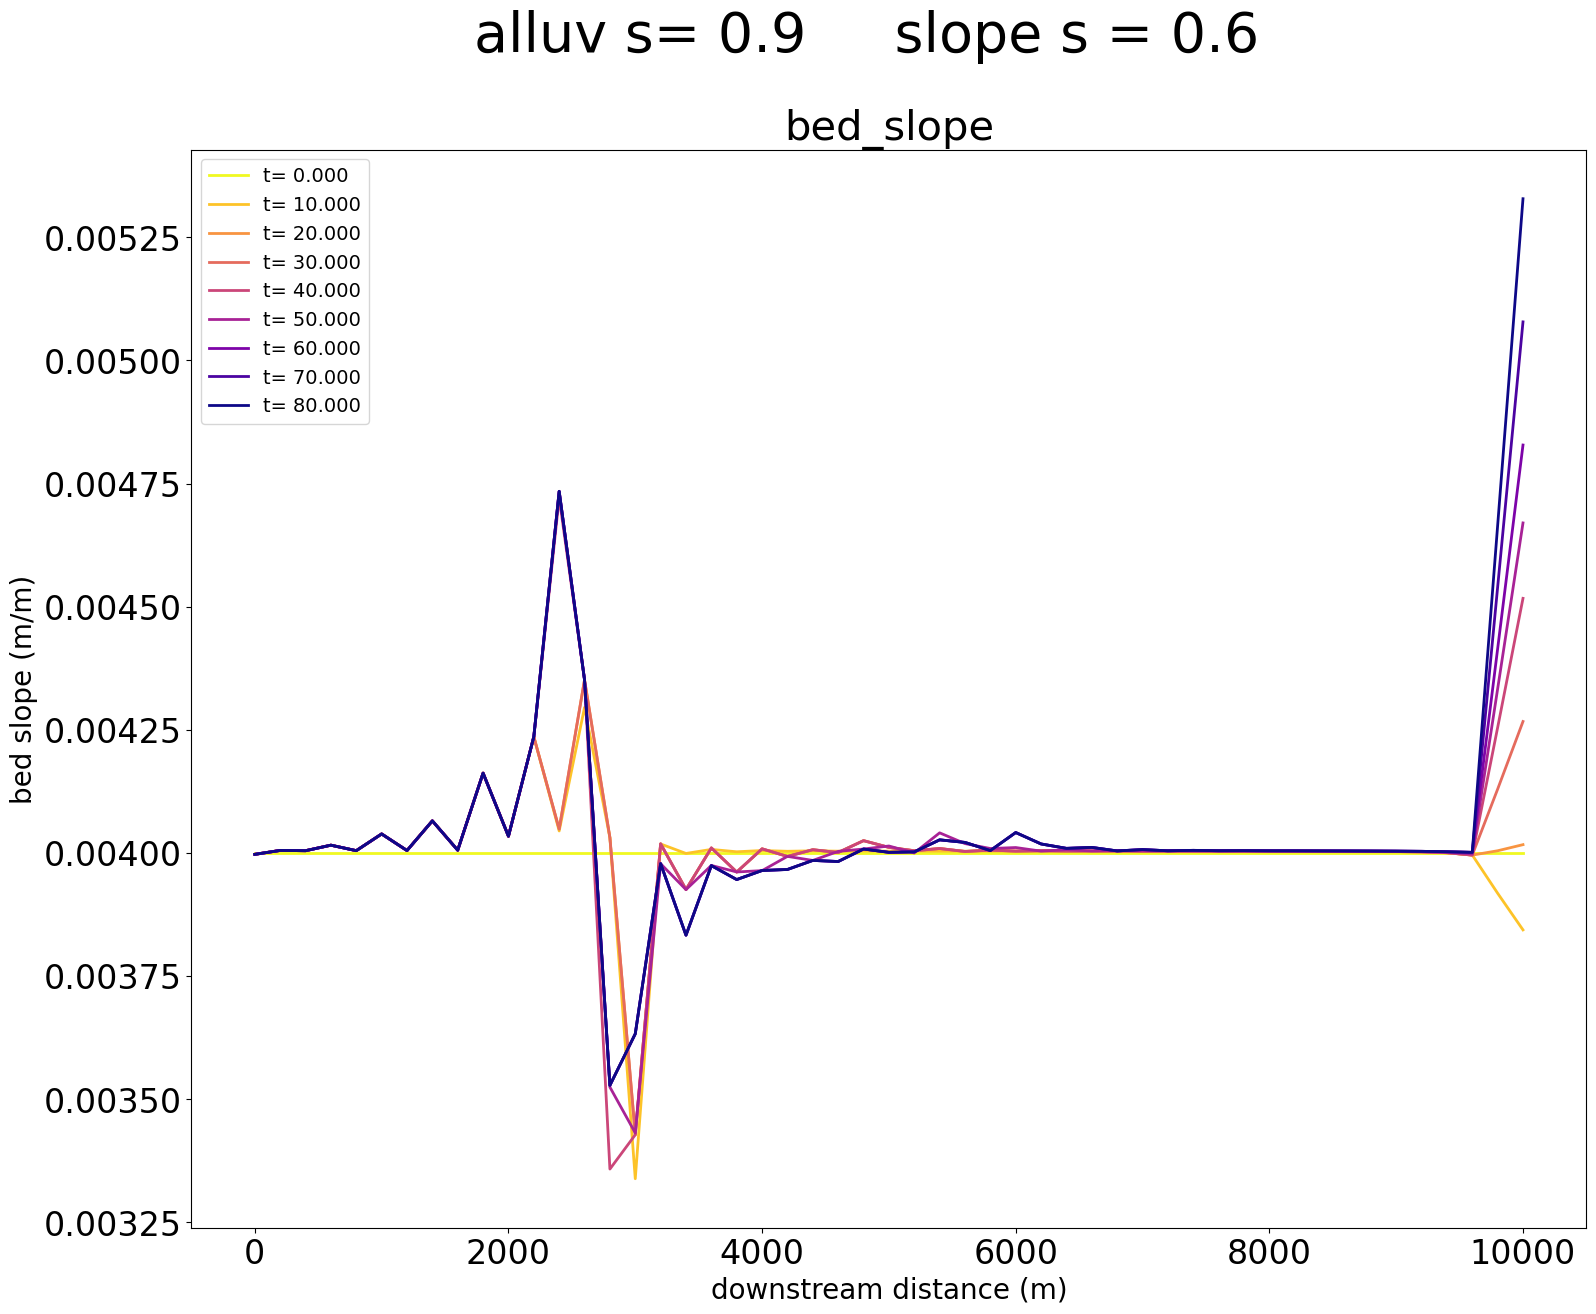 alluv s= 0.9 slope s = 0.6
bed_slope
t= 0.000
t= 10.000
t= 20.000
t= 30.000
t= 40.000
t= 50.000
t= 60.000
t= 70.000
t= 80.000
bed slope (m/m)
0.00525
0.00500
0.00475
0.00450
0.00425
0.00400
0.00375
0.00350
0.00325
0 2000 4000 6000 8000 10000
downstream distance (m)